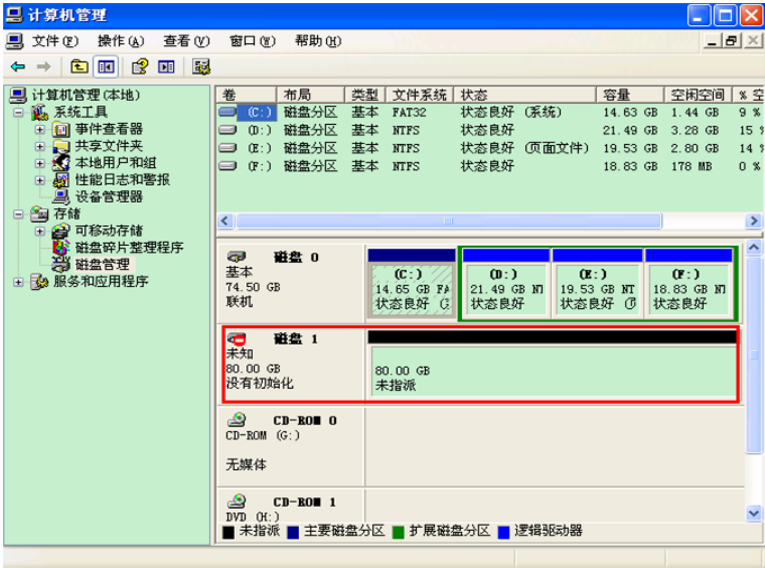 计算机管理
文件(F) 操作(A) 查看(V) 窗口(W) 帮助(H)
计算机管理(本地)
系统工具
事件查看器
共享文件夹
本地用户和组
性能日志和警报
设备管理器
存储
可移动存储
磁盘碎片整理程序
磁盘管理
服务和应用程序
卷 布局 类型 文件系统 状态 容量 空闲空间 % 空
(C:) 磁盘分区 基本 FAT32 状态良好 (系统) 14.63 GB 1.44 GB 9 %
(D:) 磁盘分区 基本 NTFS 状态良好 21.49 GB 3.28 GB 15 %
(E:) 磁盘分区 基本 NTFS 状态良好 (页面文件) 19.53 GB 2.80 GB 14 %
(F:) 磁盘分区 基本 NTFS 状态良好 18.83 GB 178 MB 0 %
磁盘 0
基本
74.50 GB
联机
(C:)
14.65 GB FA
状态良好 (
(D:)
21.49 GB NT
状态良好
(E:)
19.53 GB NT
状态良好 (
(F:)
18.83 GB NT
状态良好
磁盘 1
未知
80.00 GB
没有初始化
80.00 GB
未指派
CD-ROM 0
CD-ROM (G:)
无媒体
CD-ROM 1
DVD (H:)
未指派 主要磁盘分区 扩展磁盘分区 逻辑驱动器